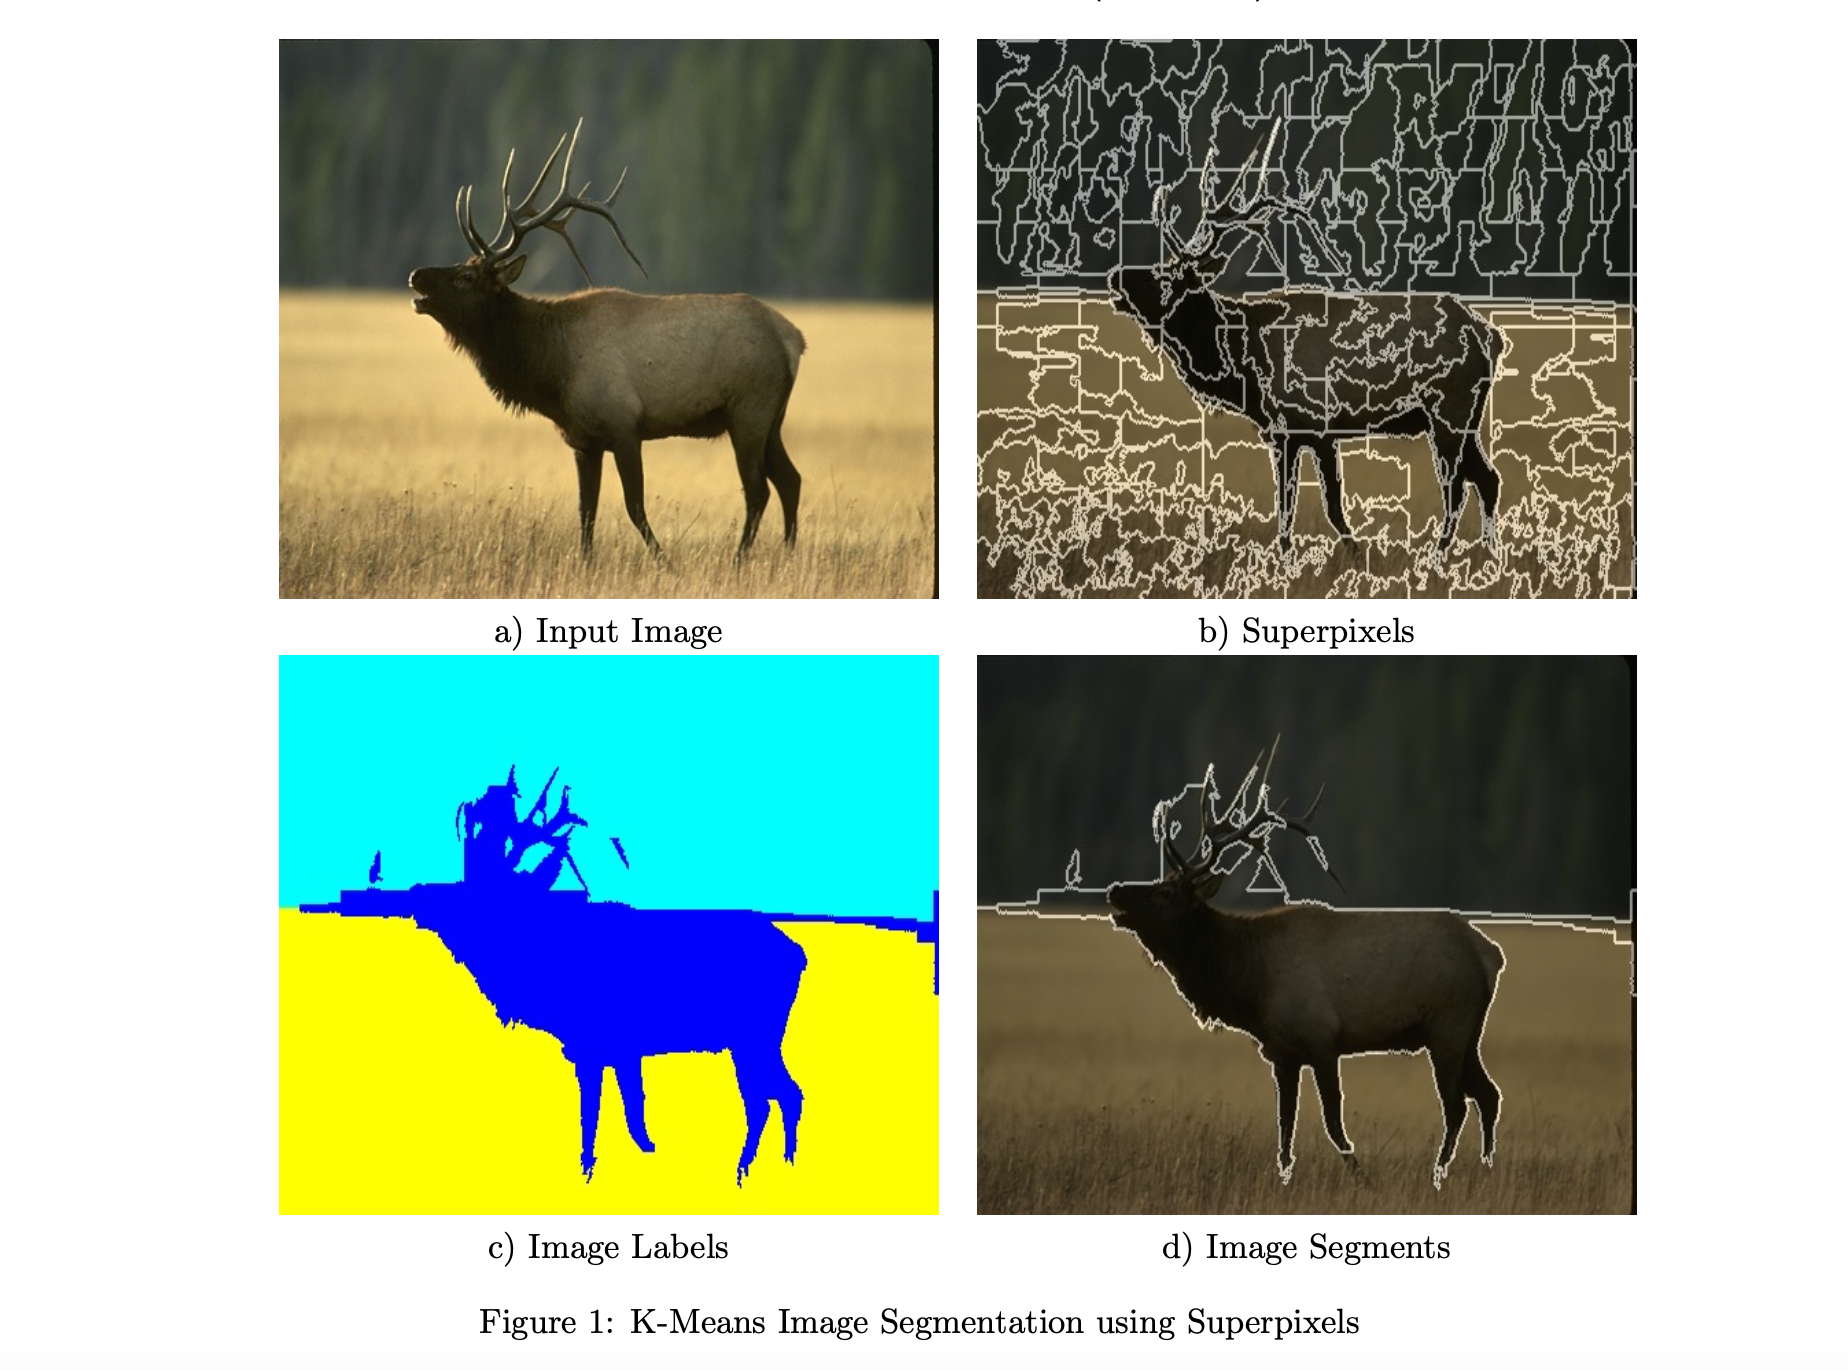 a) Input Image
b) Superpixels
c) Image Labels
d) Image Segments
Figure 1: K-Means Image Segmentation using Superpixels